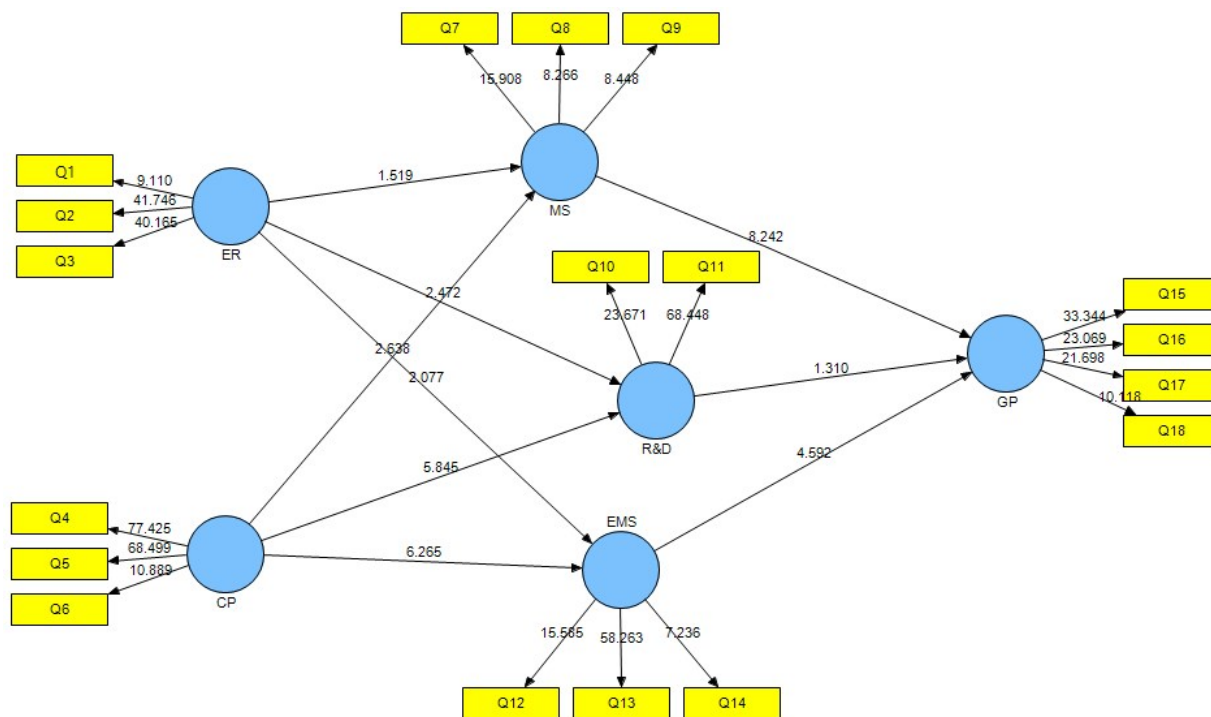 Q7
Q8
Q9
15.908
8.266
8.448
MS
Q1
Q2
Q3
9.110
41.746
40.165
ER
1.519
2.472
2.638
2.077
8.242
Q10
Q11
23.671
68.448
R&D
1.310
Q15
Q16
Q17
Q18
33.344
23.069
21.698
10.118
GP
5.845
4.592
Q4
Q5
Q6
77.425
68.499
10.889
CP
6.265
EMS
15.565
58.263
7.236
Q12
Q13
Q14